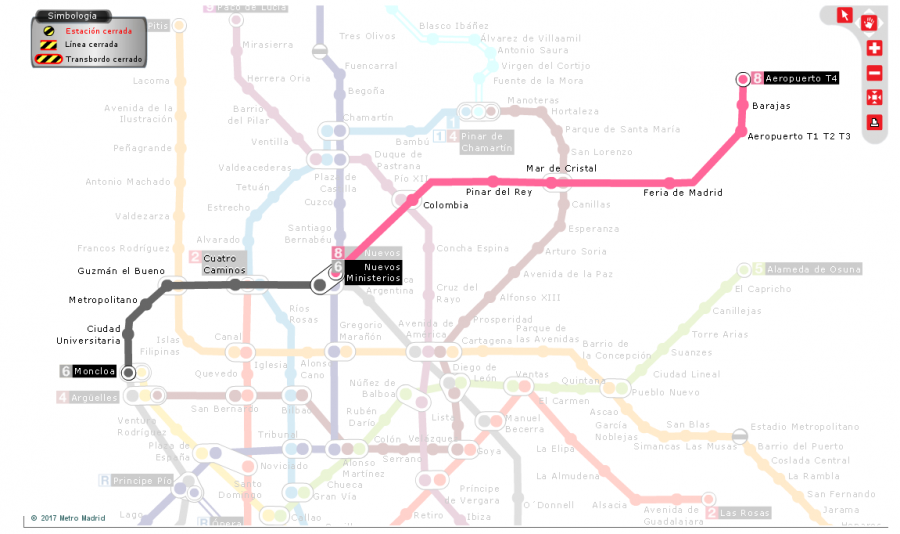 Simbología
Estación cerrada
Línea cerrada
Transbordo cerrado
Paco de Lucía
Pitis
Mirasierra
Tres Olivos
Blasco Ibáñez
Álvarez de Villaamil
Antonio Saura
Virgen del Cortijo
Fuente de la Mora
Fuencarral
Herrera Oria
Lacoma
Begoña
8 Aeropuerto T4
Barajas
Aeropuerto T1 T2 T3
Avenida de la
Ilustración
Barrio
del Pilar
Chamartín
Manoteras
Hortaleza
1
1 4 Pinar de
Chamartín
Parque de Santa María
Bambú
Ventilla
Peñagrande
San Lorenzo
Duque de
Pastrana
Valdeacederas
Plaza de
Castilla
Pío XII
Mar de Cristal
Antonio Machado
Tetuán
Pinar del Rey
Feria de Madrid
Cuzco
Colombia
Canillas
Estrecho
Valdezarza
Santiago
Bernabéu
Esperanza
Alvarado
Francos Rodríguez
8 Nuevos
6 Nuevos
Ministerios
Concha Espina
Arturo Soria
2 Cuatro
Caminos
Guzmán el Bueno
Argentina
Avenida de la Paz
5 Alameda de Osuna
El Capricho
Cruz del
Rayo
Alfonso XIII
Metropolitano
Ríos
Rosas
Canillejas
Ciudad
Universitaria
Islas
Filipinas
Canal
Gregorio
Marañón
Avenida de
América
Prosperidad
Cartagena
Parque de
las Avenidas
Torre Arias
Barrio de
la Concepción
Suanzes
6 Moncloa
Quevedo
Iglesia
Alonso
Cano
Diego de
León
Ventas
Quintana
Ciudad Lineal
Pueblo Nuevo
4 Argüelles
Núñez de
Balboa
El Carmen
San Bernardo
Bilbao
Rubén
Darío
Lista
Manuel
Becerra
Ascao
García
Noblejas
San Blas
Estadio Metropolitano
Ventura
Rodríguez
Tribunal
Colón
Velázquez
Simancas
Las Musas
Barrio del Puerto
Plaza de
España
Alonso
Martínez
Serrano
Goya
La Elipa
Coslada Central
Noviciado
La Rambla
R Príncipe Pío
Santo
Domingo
Chueca
Gran Vía
Príncipe
de Vergara
La Almudena
San Fernando
O´Donnell
Alsacia
Avenida de
Guadalajara
2 Las Rosas
Jarama
Lago
R Ópera
Callao
Retiro
Ibiza
Henares
© 2017 Metro Madrid